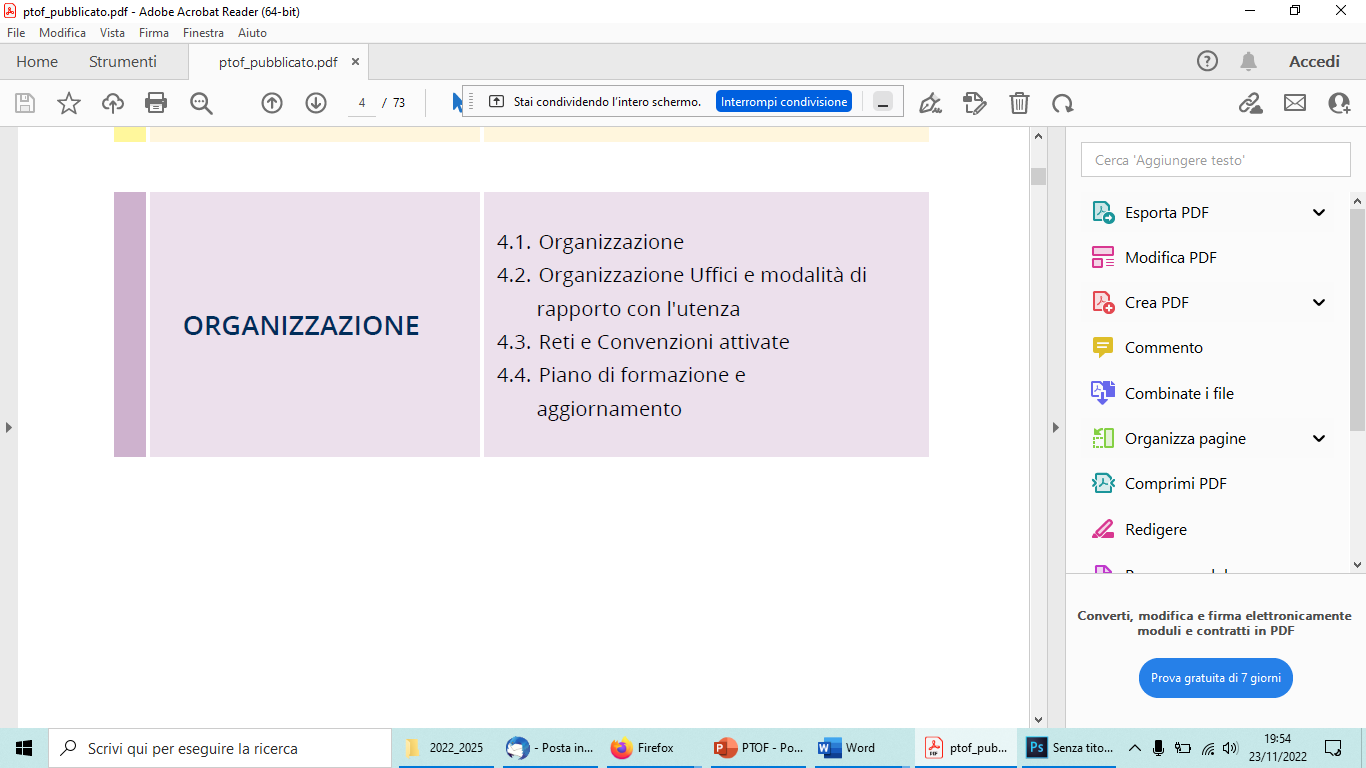 ptof_pubblicato.pdf - Adobe Acrobat Reader (64-bit)
File Modifica Vista Firma Finestra Aiuto
Home Strumenti ptof_pubblicato.pdf × Accedi
4 / 73
Stai condividendo l'intero schermo. Interrompi condivisione
ORGANIZZAZIONE
4.1. Organizzazione
4.2. Organizzazione Uffici e modalità di
rapporto con l'utenza
4.3. Reti e Convenzioni attivate
4.4. Piano di formazione e
aggiornamento
Cerca 'Aggiungere testo'
Esporta PDF
Modifica PDF
Crea PDF
Commento
Combinate i file
Organizza pagine
Comprimi PDF
Redigere
Converti, modifica e firma elettronicamente
moduli e contratti in PDF
Prova gratuita di 7 giorni
Scrivi qui per eseguire la ricerca
2022_2025
- Posta in...
Firefox
PTOF - Po...
Word
ptof_pub...
Senza tito...
19:54
23/11/2022